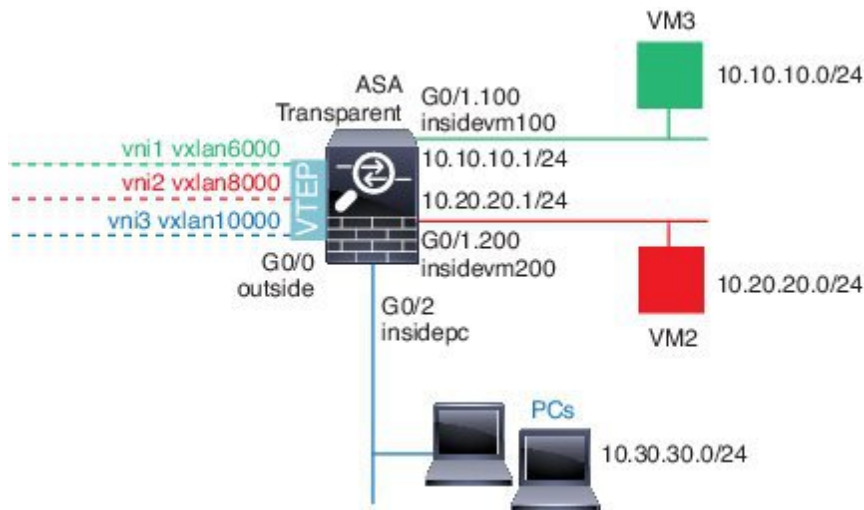 VM3
10.10.10.0/24
ASA
Transparent
G0/1.100
insidevm100
vni1 vxlan6000
10.10.10.1/24
vni2 vxlan8000
VTEP
10.20.20.1/24
vni3 vxlan10000
G0/0
outside
G0/1.200
insidevm200
10.20.20.0/24
G0/2
insidepc
VM2
PCs
10.30.30.0/24